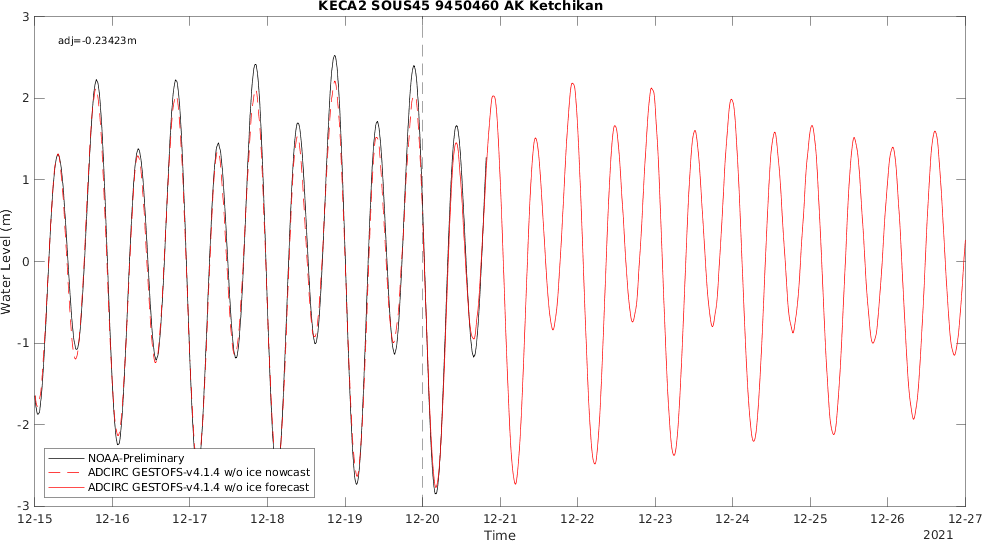 KECA2 SOUS45 9450460 AK Ketchikan
adj=-0.23423m
Water Level (m)
3
2
1
0
-1
-2
-3
NOAA-Preliminary
ADCIRC GESTOFS-v4.1.4 w/o ice nowcast
ADCIRC GESTOFS-v4.1.4 w/o ice forecast
12-15 12-16 12-17 12-18 12-19 12-20 12-21 12-22 12-23 12-24 12-25 12-26 12-27
Time
2021